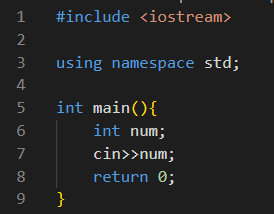 1 #include <iostream>
2
3 using namespace std;
4
5 int main(){
6     int num;
7     cin>>num;
8     return 0;
9 }